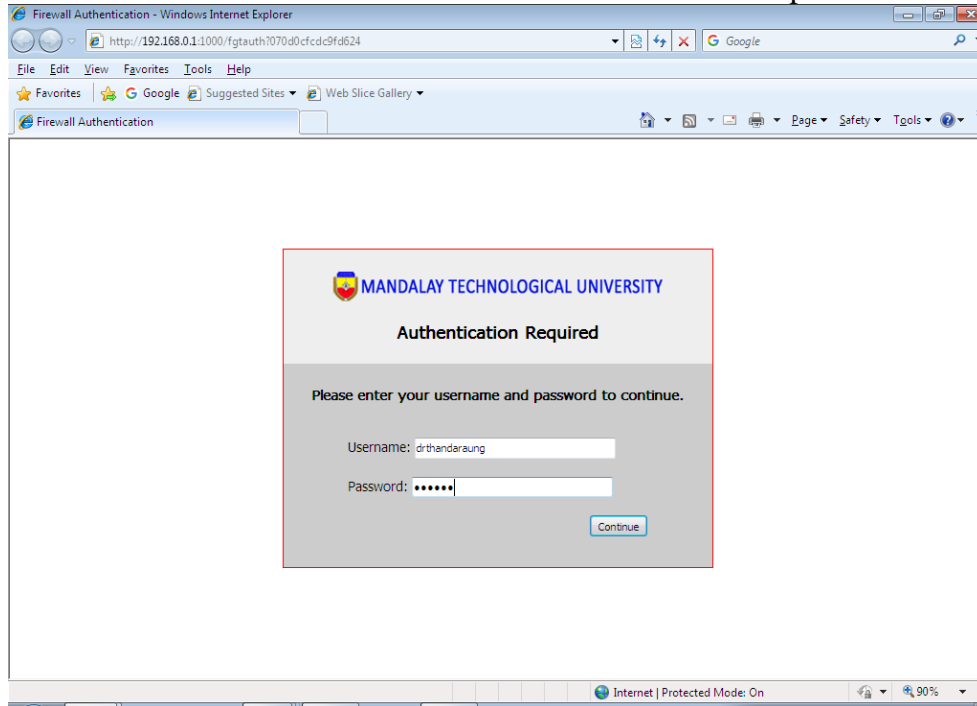 Firewall Authentication - Windows Internet Explorer
http://192.168.0.1:1000/fgtauth?070d0cfcdc9fd624
Google
File Edit View Favorites Tools Help
Favorites Google Suggested Sites Web Slice Gallery
Firewall Authentication
Page Safety Tools
MANDALAY TECHNOLOGICAL UNIVERSITY
Authentication Required
Please enter your username and password to continue.
Username: drthandaraung
Password: ••••••
Continue
Internet | Protected Mode: On
90%